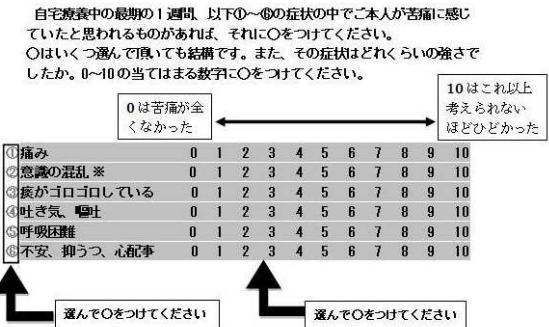 自宅療養中の最期の1週間、以下①~⑥の症状の中でご本人が苦痛に感じ
ていたと思われるものがあれば、それに〇をつけてください。
〇はいくつ選んで頂いても結構です。また、その症状はどれくらいの強さで
したか。0~10の当てはまる数字に〇をつけてください。
0は苦痛が全
くなかった
10はこれ以上
考えられない
ほどひどかった
①痛み 0 1 2 3 4 5 6 7 8 9 10
②意識の混乱※ 0 1 2 3 4 5 6 7 8 9 10
③痰がゴロゴロしている 0 1 2 3 4 5 6 7 8 9 10
④吐き気、嘔吐 0 1 2 3 4 5 6 7 8 9 10
⑤呼吸困難 0 1 2 3 4 5 6 7 8 9 10
⑥不安、抑うつ、心配事 0 1 2 3 4 5 6 7 8 9 10
選んで〇をつけてください
選んで〇をつけてください